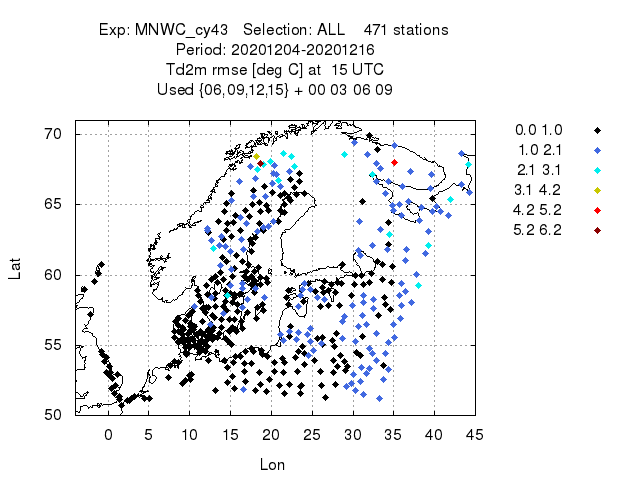 Exp: MNWC_cy43   Selection: ALL    471 stations
Period: 20201204-20201216
Td2m rmse [deg C] at  15 UTC
Used {06,09,12,15} + 00 03 06 09
70
65
60
55
50
Lat
0 5 10 15 20 25 30 35 40 45
Lon
0.0 1.0
1.0 2.1
2.1 3.1
3.1 4.2
4.2 5.2
5.2 6.2